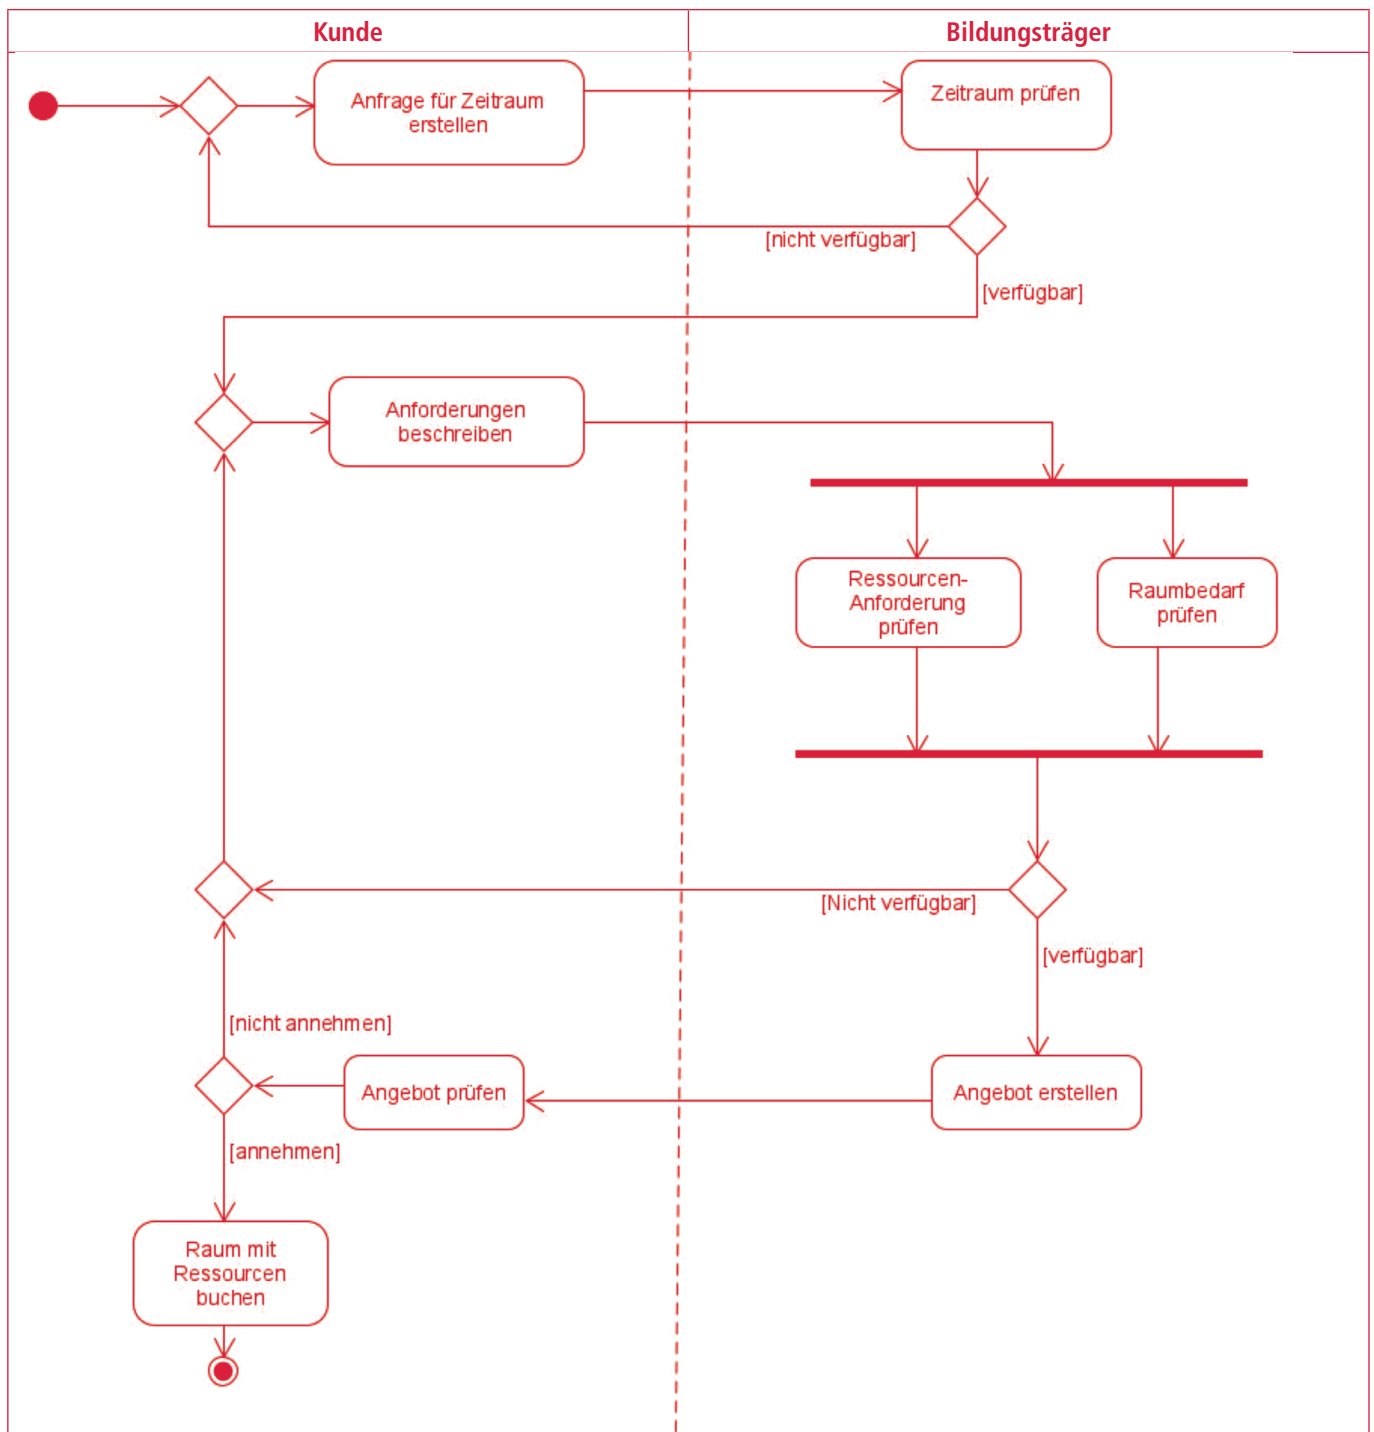 Kunde
Bildungsträger
Anfrage für Zeitraum
erstellen
Zeitraum prüfen
[nicht verfügbar]
[verfügbar]
Anforderungen
beschreiben
Ressourcen-
Anforderung
prüfen
Raumbedarf
prüfen
[Nicht verfügbar]
[verfügbar]
[nicht annehmen]
Angebot prüfen
Angebot erstellen
[annehmen]
Raum mit
Ressourcen
buchen